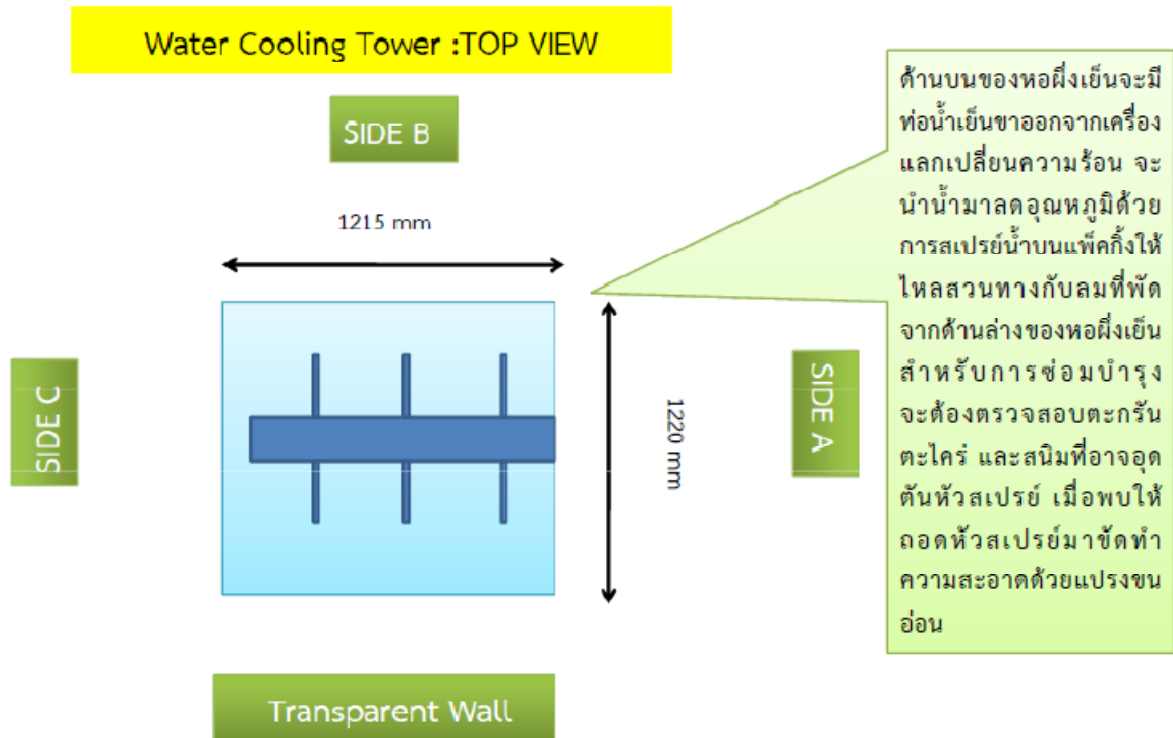 Water Cooling Tower :TOP VIEW
SIDE B
1215 mm
SIDE C
1220 mm
SIDE A
Transparent Wall
ด้านบนของหอผึ่งเย็นจะมี
ท่อน้ำเย็นขาออกจากเครื่อง
แลกเปลี่ยนความร้อน จะ
นำน้ำมาลดอุณหภูมิด้วย
การสเปรย์น้ำบนแพ็คกิ้งให้
ไหลสวนทางกับลมที่พัด
จากด้านล่างของหอผึ่งเย็น
สำหรับการซ่อมบำรุง
จะต้องตรวจสอบตะกรัน
ตะไคร่ และสนิมที่อาจอุด
ตันหัวสเปรย์ เมื่อพบให้
ถอดหัวสเปรย์มาขัดทำ
ความสะอาดด้วยแปรงขน
อ่อน